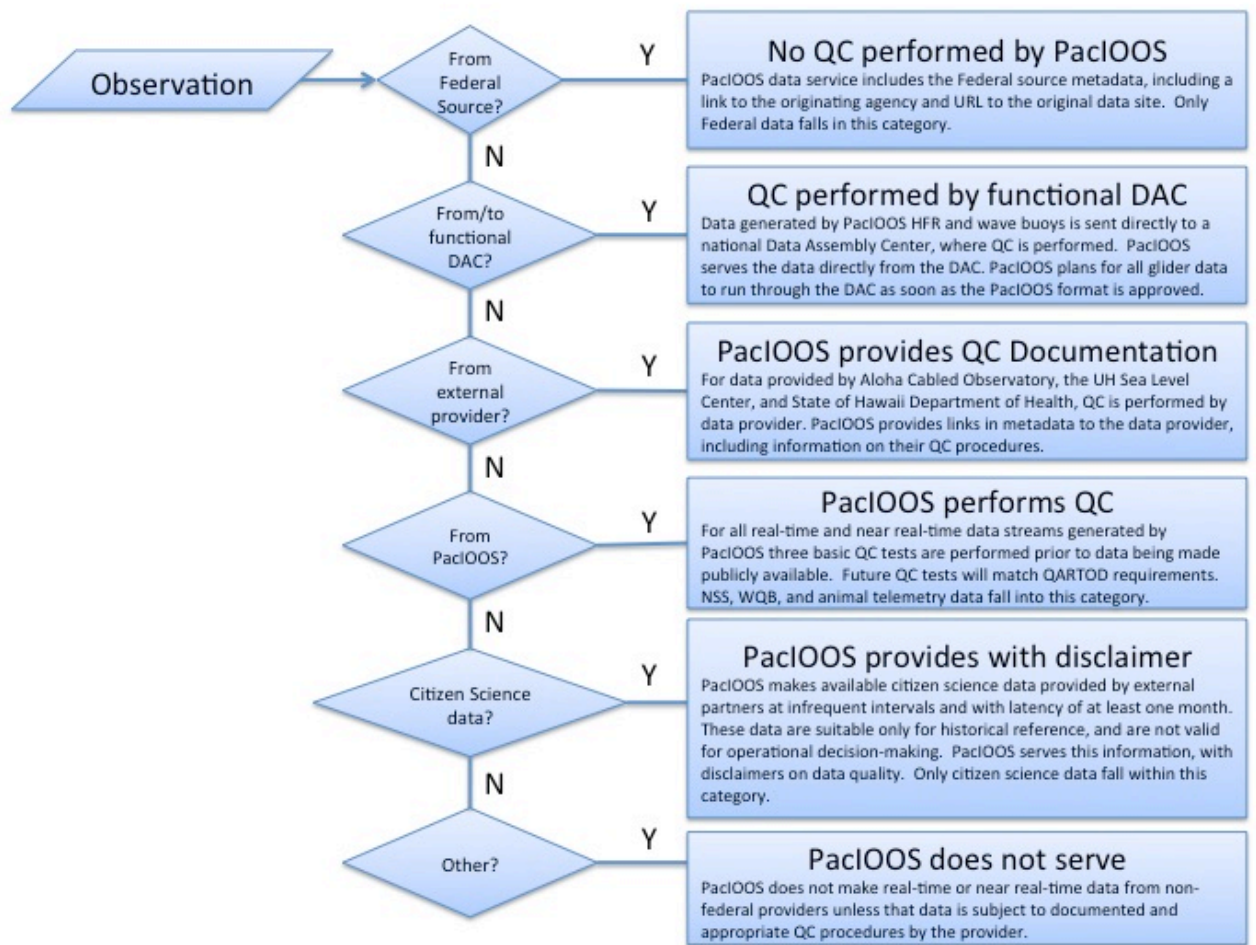 Observation
From
Federal
Source?
Y
No QC performed by PacIOOS
PacIOOS data service includes the Federal source metadata, including a
link to the originating agency and URL to the original data site.  Only
Federal data falls in this category.
N
From/to
functional
DAC?
Y
QC performed by functional DAC
Data generated by PacIOOS HFR and wave buoys is sent directly to a
national Data Assembly Center, where QC is performed.  PacIOOS
serves the data directly from the DAC. PacIOOS plans for all glider data
to run through the DAC as soon as the PacIOOS format is approved.
N
From
external
provider?
Y
PacIOOS provides QC Documentation
For data provided by Aloha Cabled Observatory, the UH Sea Level
Center, and State of Hawaii Department of Health, QC is performed by
data provider. PacIOOS provides links in metadata to the data provider,
including information on their QC procedures.
N
From
PacIOOS?
Y
PacIOOS performs QC
For all real-time and near real-time data streams generated by
PacIOOS three basic QC tests are performed prior to data being made
publicly available.  Future QC tests will match QARTOD requirements.
NSS, WQB, and animal telemetry data fall into this category.
N
Citizen Science
data?
Y
PacIOOS provides with disclaimer
PacIOOS makes available citizen science data provided by external
partners at infrequent intervals and with latency of at least one month.
These data are suitable only for historical reference, and are not valid
for operational decision-making.  PacIOOS serves this information, with
disclaimers on data quality.  Only citizen science data fall within this
category.
N
Other?
Y
PacIOOS does not serve
PacIOOS does not make real-time or near real-time data from non-
federal providers unless that data is subject to documented and
appropriate QC procedures by the provider.